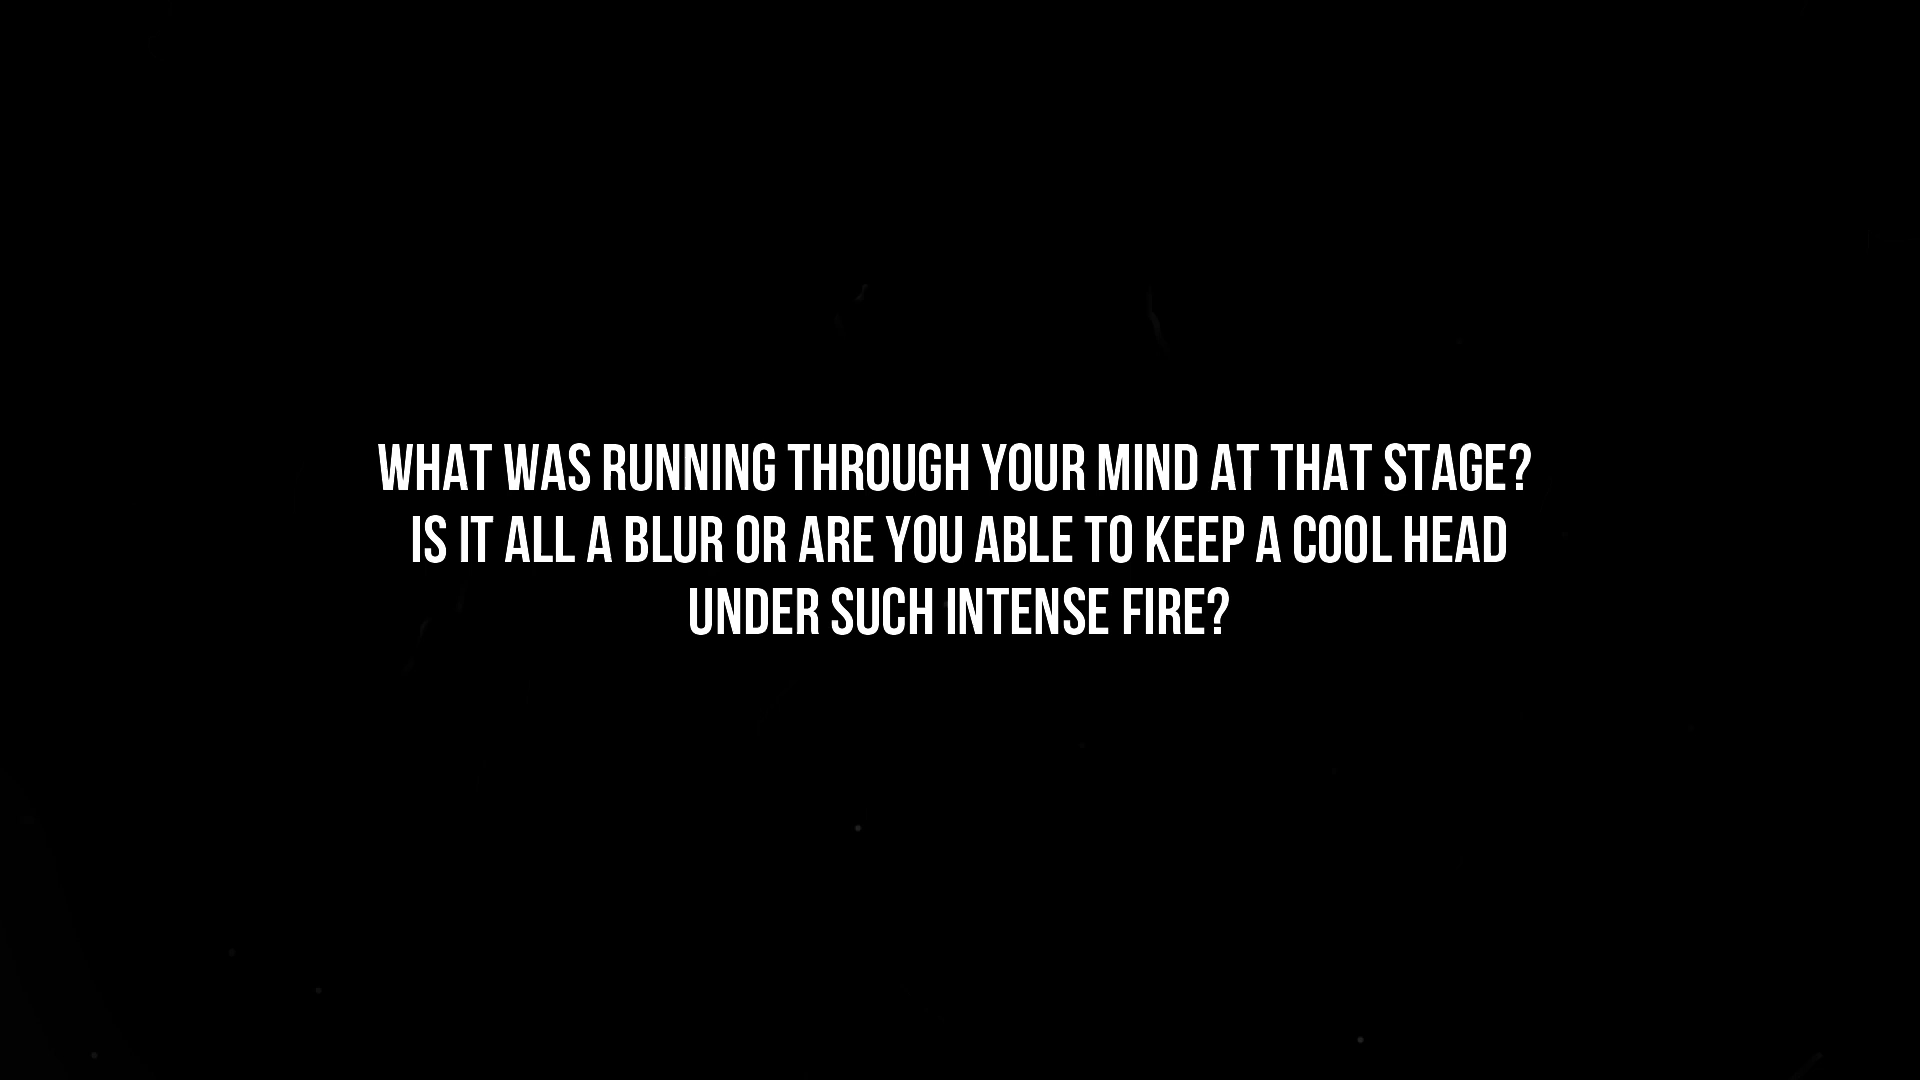 WHAT WAS RUNNING THROUGH YOUR MIND AT THAT STAGE?
IS IT ALL A BLUR OR ARE YOU ABLE TO KEEP A COOL HEAD
UNDER SUCH INTENSE FIRE?